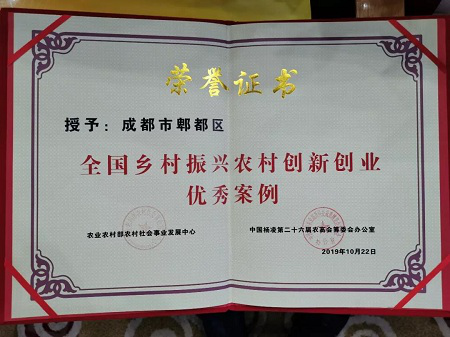 荣誉证书
授予：成都市郫都区
全国乡村振兴农村创新创业
优秀案例
农业农村部农村社会事业发展中心
中国杨凌第二十六届农高会筹委会办公室
2019年10月22日